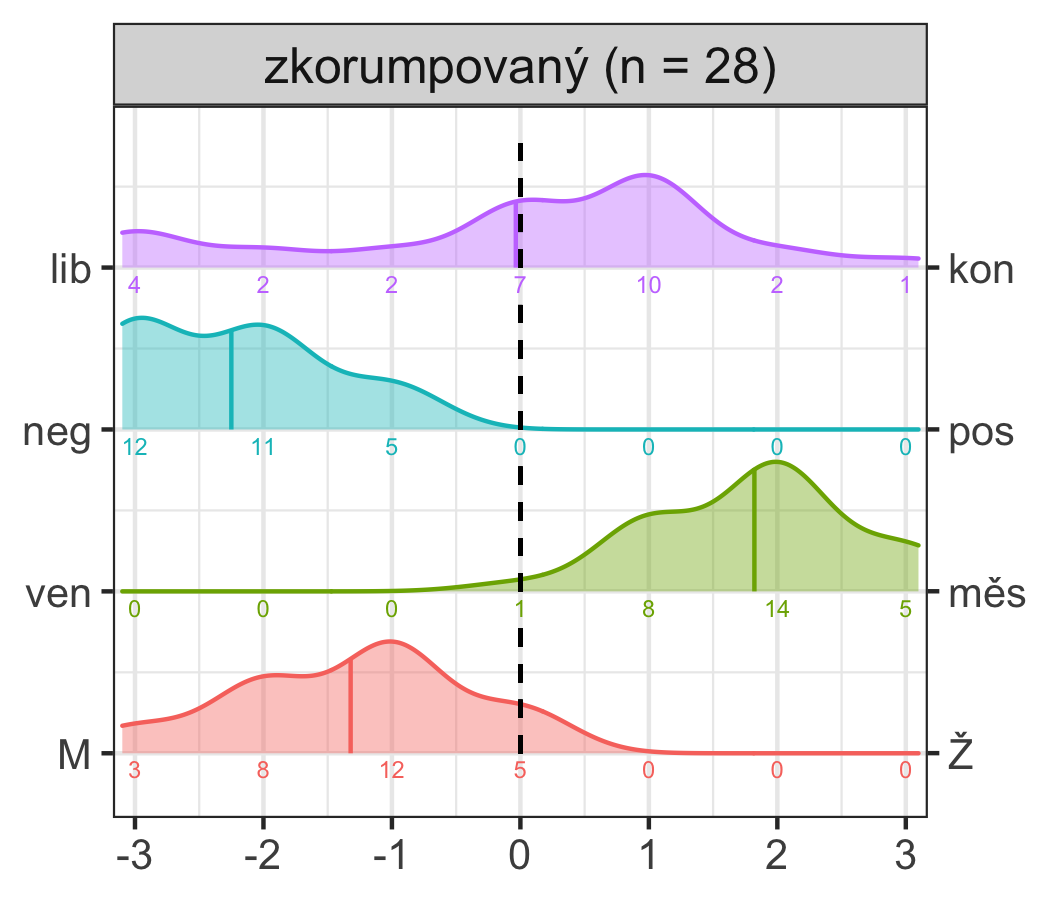 zkorumpovaný (n = 28)
lib kon
4 2 2 7 10 2 1
neg pos
12 11 5 0 0 0 0
ven měs
0 0 0 1 8 14 5
M Ž
3 8 12 5 0 0 0
-3 -2 -1 0 1 2 3